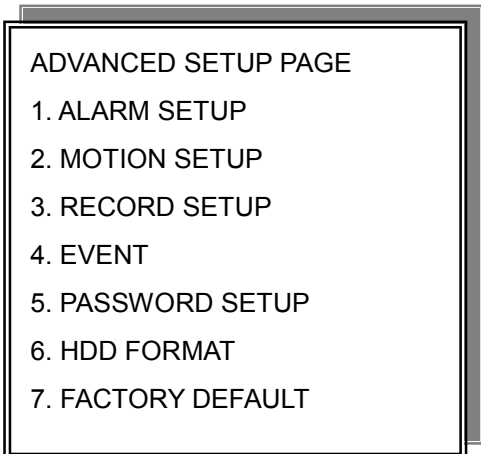 ADVANCED SETUP PAGE
1. ALARM SETUP
2. MOTION SETUP
3. RECORD SETUP
4. EVENT
5. PASSWORD SETUP
6. HDD FORMAT
7. FACTORY DEFAULT